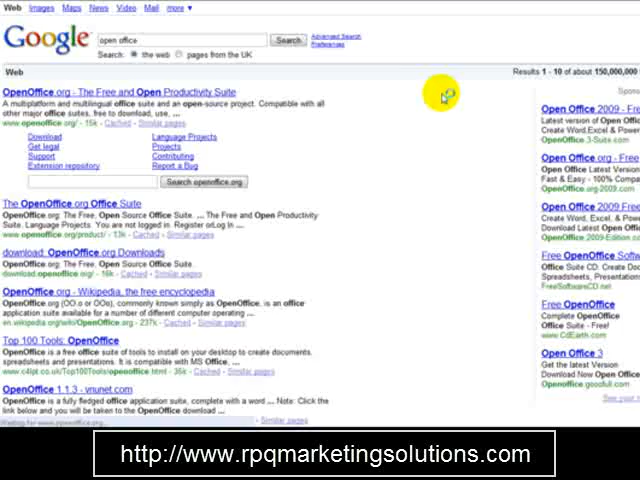 Web Images Maps News Video Mail more ▼
Google
open office
Search
Advanced Search
Preferences
Search: the web pages from the UK
Web
Results 1 - 10 of about 150,000,000
OpenOffice.org - The Free and Open Productivity Suite
A multiplatform and multilingual office suite and an open-source project. Compatible with all
other major office suites, free to download, use, ...
www.openoffice.org/ - 15k - Cached - Similar pages
Download Language Projects
Get legal Projects
Support Contributing
Extension repository Report a Bug
Search openoffice.org
The OpenOffice.org Office Suite
OpenOffice.org: The Free, Open Source Office Suite. ... The Free and Open Productivity
Suite. Language Projects. You are not logged in. Register orLog In ...
www.openoffice.org/product/ - 13k - Cached - Similar pages
download: OpenOffice.org Downloads
OpenOffice.org: The Free, Open Source Office Suite.
download.openoffice.org/ - 16k - Cached - Similar pages
OpenOffice.org - Wikipedia, the free encyclopedia
OpenOffice.org (OO.o or OOo), commonly known simply as OpenOffice, is an office
application suite available for a number of different computer operating ...
en.wikipedia.org/wiki/OpenOffice.org - 237k - Cached - Similar pages
Top 100 Tools: OpenOffice
OpenOffice is a free office suite of tools to install on your desktop to create documents,
spreadsheets and presentations. It is compatible with MS Office, ...
www.c4lpt.co.uk/Top100Tools/openoffice.html - 35k - Cached - Similar pages
OpenOffice 1.1.3 - vnunet.com
OpenOffice is a fully fledged office application suite, complete with a word ... Note: Click the
link below and you will be taken to the OpenOffice download ...
- Similar pages
Waiting for www.openoffice.org...
Open Office 2009 - Fre
Latest version of Open Offi
Create Word,Excel & Power
OpenOffice.3-Suite.com
OpenOffice.org - Free
Open Office Latest Version
Fast & Easy - 100% Compa
OpenOffice.org-2009.com
Open Office 2009 Free
Create Word, Excel, & Pow
Download Latest Open Offi
OpenOffice.2009-Edition.co
Free OpenOffice Softw
Office Suite CD. Create Doc
Spreadsheets, Presentations
FreeSoftwareCD.net
Free OpenOffice
Complete OpenOffice
Office Suite - Free!
www.CdEarth.com
Open Office 3
Get the latest Version
Download Now Open Office
Openoffice.goofull.com
http://www.rpqmarketingsolutions.com